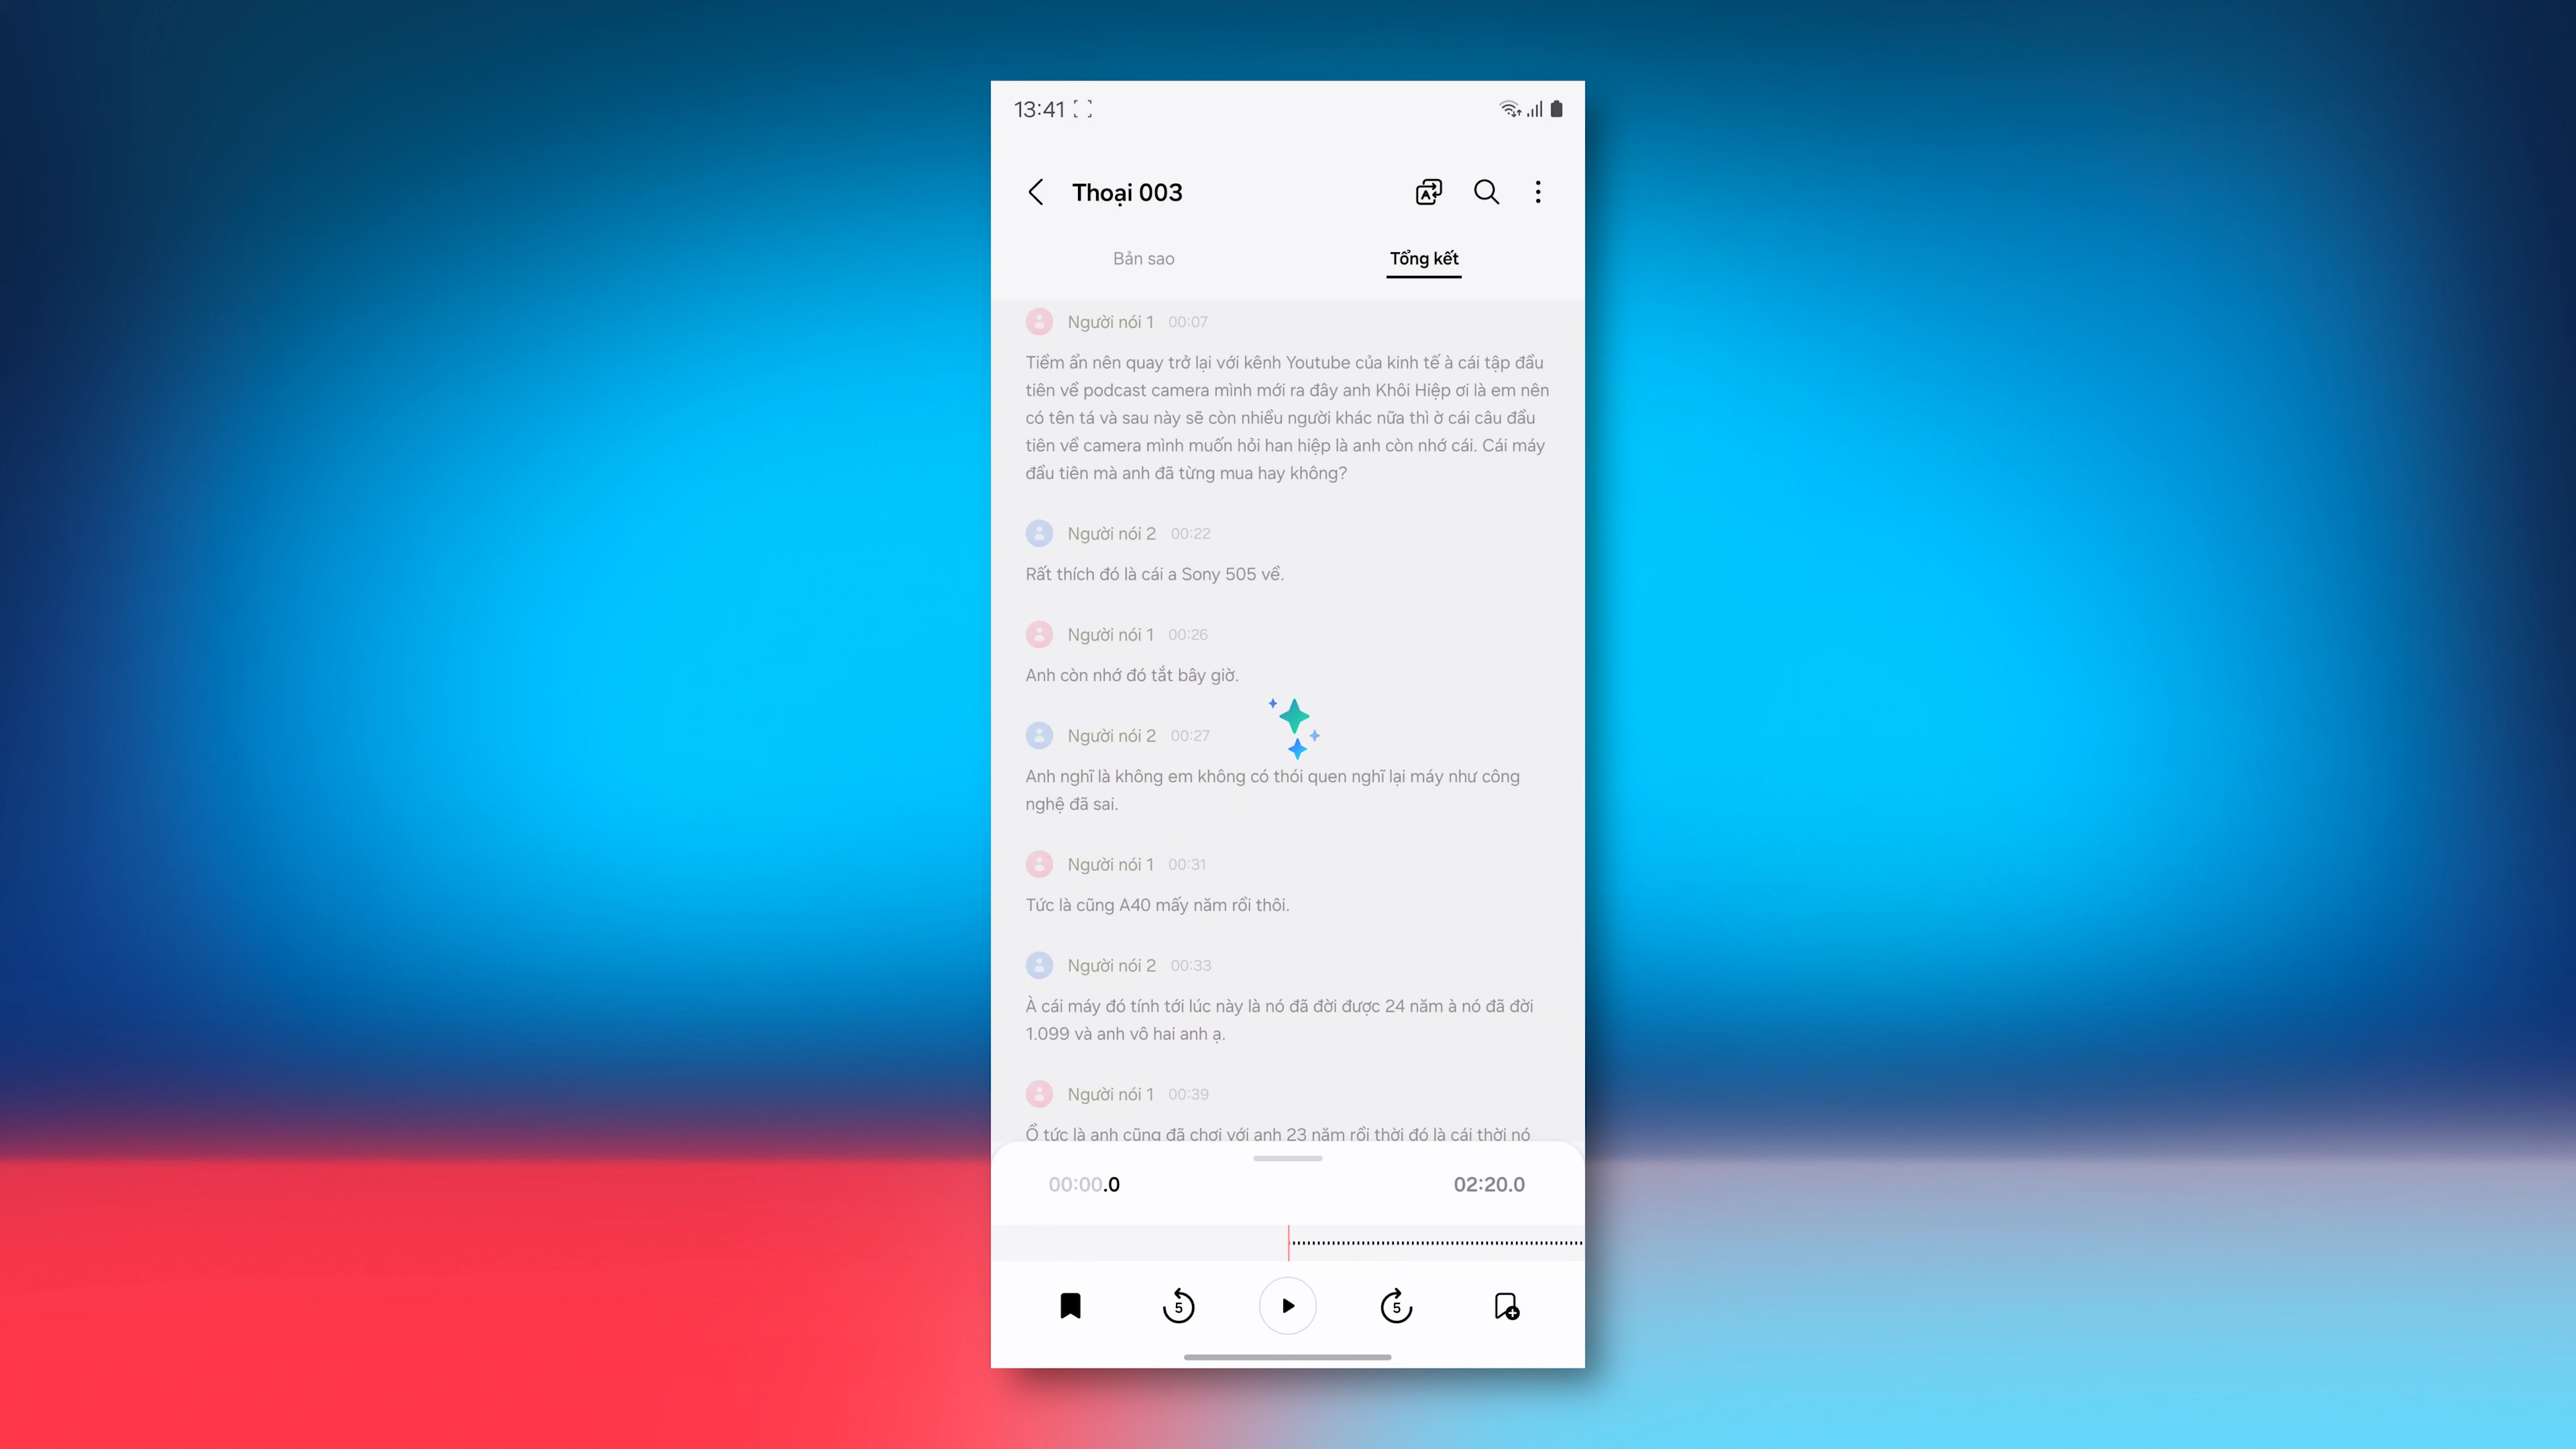 13:41
Thoại 003
Bản sao
Tổng kết
Người nói 1 00:07
Tiềm ẩn nên quay trở lại với kênh Youtube của kinh tế à cái tập đầu
tiên về podcast camera mình mới ra đây anh Khôi Hiệp ơi là em nên
có tên tá và sau này sẽ còn nhiều người khác nữa thì ờ cái câu đầu
tiên về camera mình muốn hỏi han hiệp là anh còn nhớ cái. Cái máy
đầu tiên mà anh đã từng mua hay không?
Người nói 2 00:22
Rất thích đó là cái a Sony 505 về.
Người nói 1 00:26
Anh còn nhớ đó tắt bây giờ.
Người nói 2 00:27
Anh nghĩ là không em không có thói quen nghĩ lại máy như công
nghệ đã sai.
Người nói 1 00:31
Tức là cũng A40 mấy năm rồi thôi.
Người nói 2 00:33
À cái máy đó tính tới lúc này là nó đã đời được 24 năm à nó đã đời
1.099 và anh vô hai anh ạ.
Người nói 1 00:39
Ồ tức là anh cũng đã chơi với anh 23 năm rồi thời đó là cái thời nó
00:00.0
02:20.0
5
5